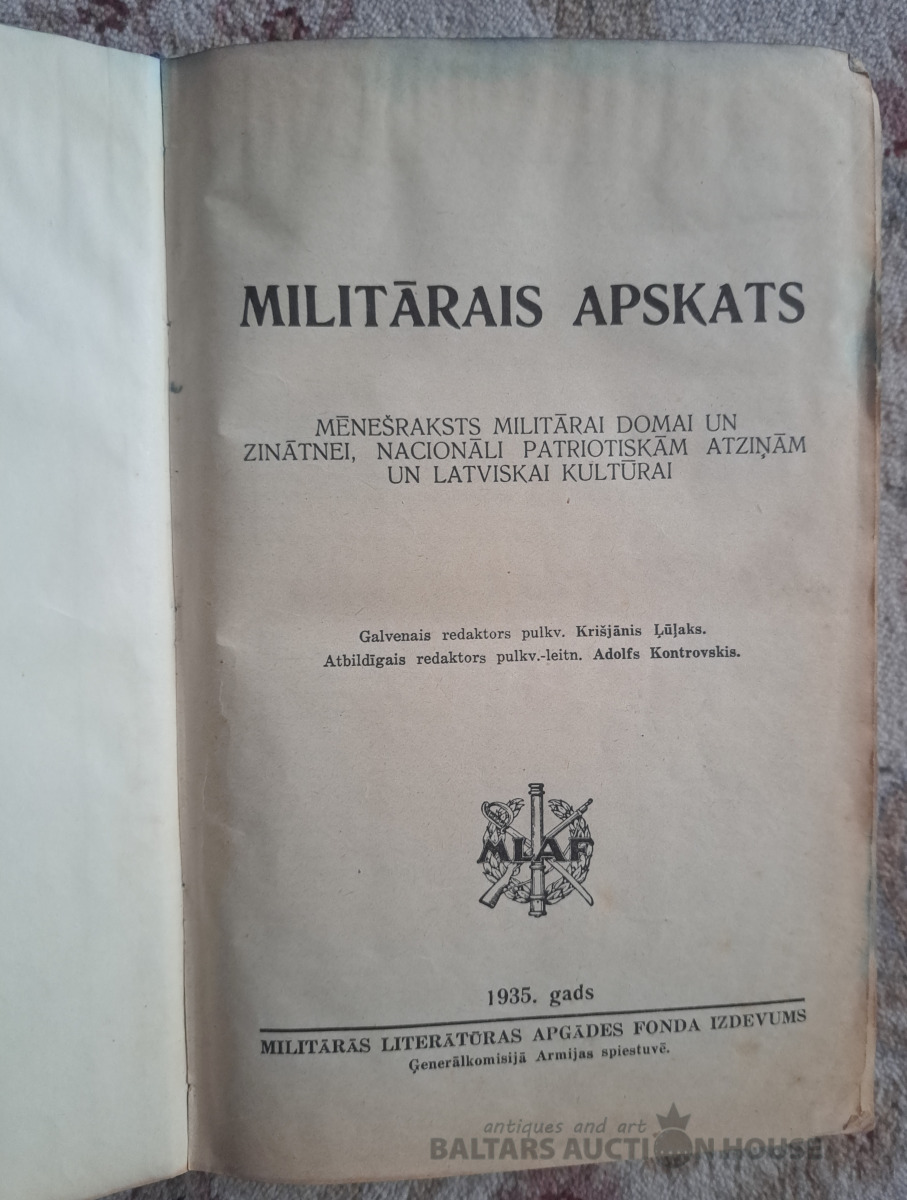 MILITĀRAIS APSKATS
MĒNEŠRAKSTS MILITĀRAI DOMAI UN
ZINĀTNEI, NACIONĀLI PATRIOTISKĀM ATZIŅĀM
UN LATVISKAI KULTŪRAI
Galvenais redaktors pulkv. Krišjānis Ļūļaks.
Atbildīgais redaktors pulkv.-leitn. Adolfs Kontrovskis.
MLAF
1935. gads
MILITĀRĀS LITERĀTŪRAS APGĀDES FONDA IZDEVUMS
Ģenerālkomisijā Armijas spiestuvē.
antiques and art
BALTARS AUCTION HOUSE